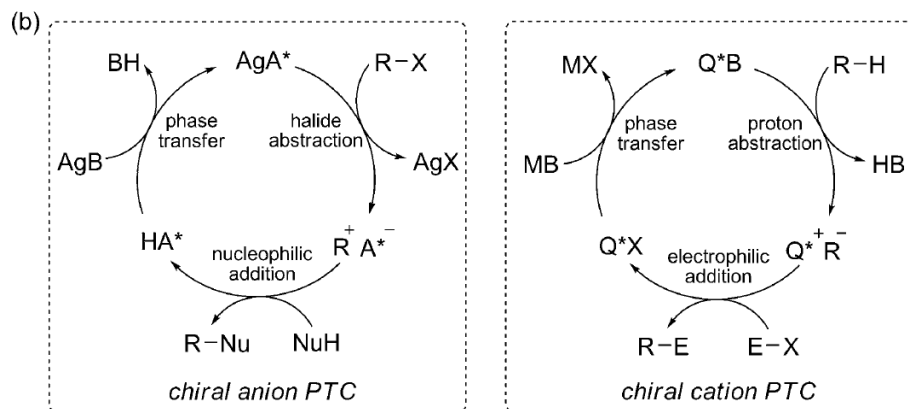 (b)
BH
AgA*
R–X
phase
transfer
halide
abstraction
AgB
AgX
HA*
nucleophilic
addition
R⁺ A*⁻
R–Nu
NuH
chiral anion PTC
MX
Q*B
R–H
phase
transfer
proton
abstraction
MB
HB
Q*X
electrophilic
addition
Q*⁺R⁻
R–E
E–X
chiral cation PTC